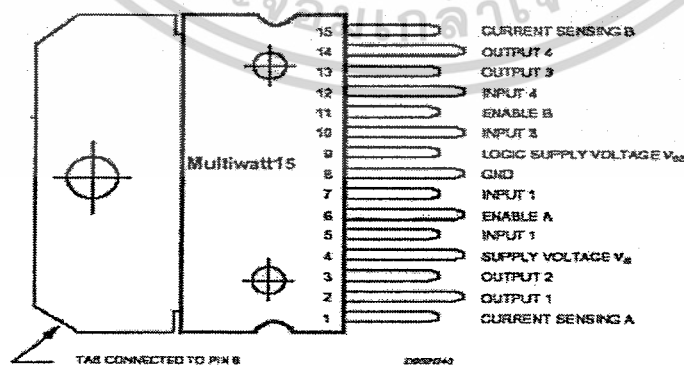 15 CURRENT SENSING B
14 OUTPUT 4
13 OUTPUT 3
12 INPUT 4
11 ENABLE B
10 INPUT 3
9 LOGIC SUPPLY VOLTAGE VSS
8 GND
7 INPUT 1
6 ENABLE A
5 INPUT 1
4 SUPPLY VOLTAGE VS
3 OUTPUT 2
2 OUTPUT 1
1 CURRENT SENSING A
Multiwatt15
TAB CONNECTED TO PIN 8